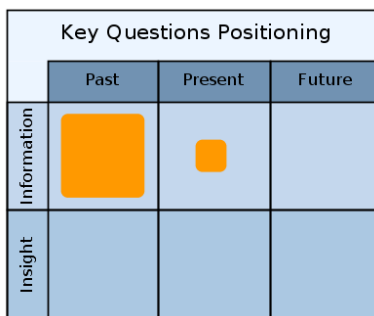 Key Questions Positioning
Past Present Future
Information
Insight